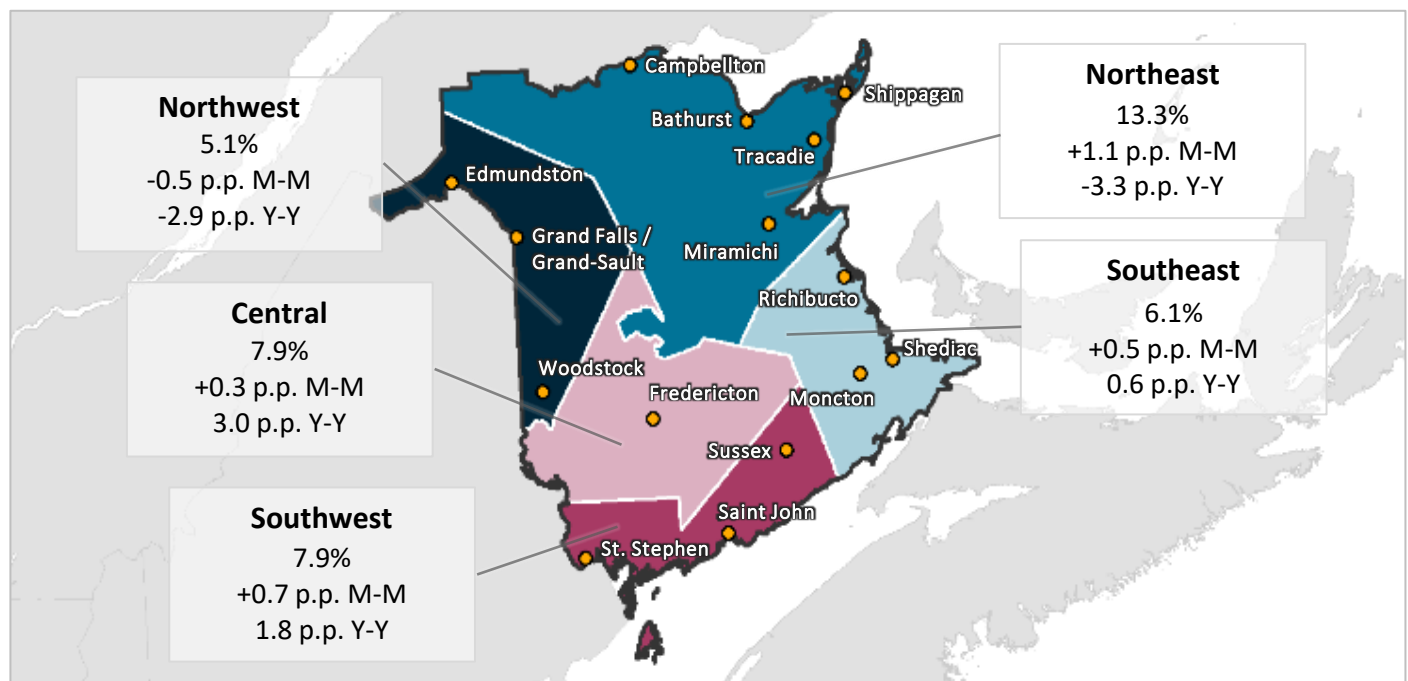 Northwest
5.1%
-0.5 p.p. M-M
-2.9 p.p. Y-Y
Central
7.9%
+0.3 p.p. M-M
3.0 p.p. Y-Y
Southwest
7.9%
+0.7 p.p. M-M
1.8 p.p. Y-Y
Campbellton
Shippagan
Bathurst
Tracadie
Edmundston
Miramichi
Grand Falls /
Grand-Sault
Richibucto
Shediac
Woodstock
Moncton
Fredericton
Sussex
Saint John
St. Stephen
Northeast
13.3%
+1.1 p.p. M-M
-3.3 p.p. Y-Y
Southeast
6.1%
+0.5 p.p. M-M
0.6 p.p. Y-Y